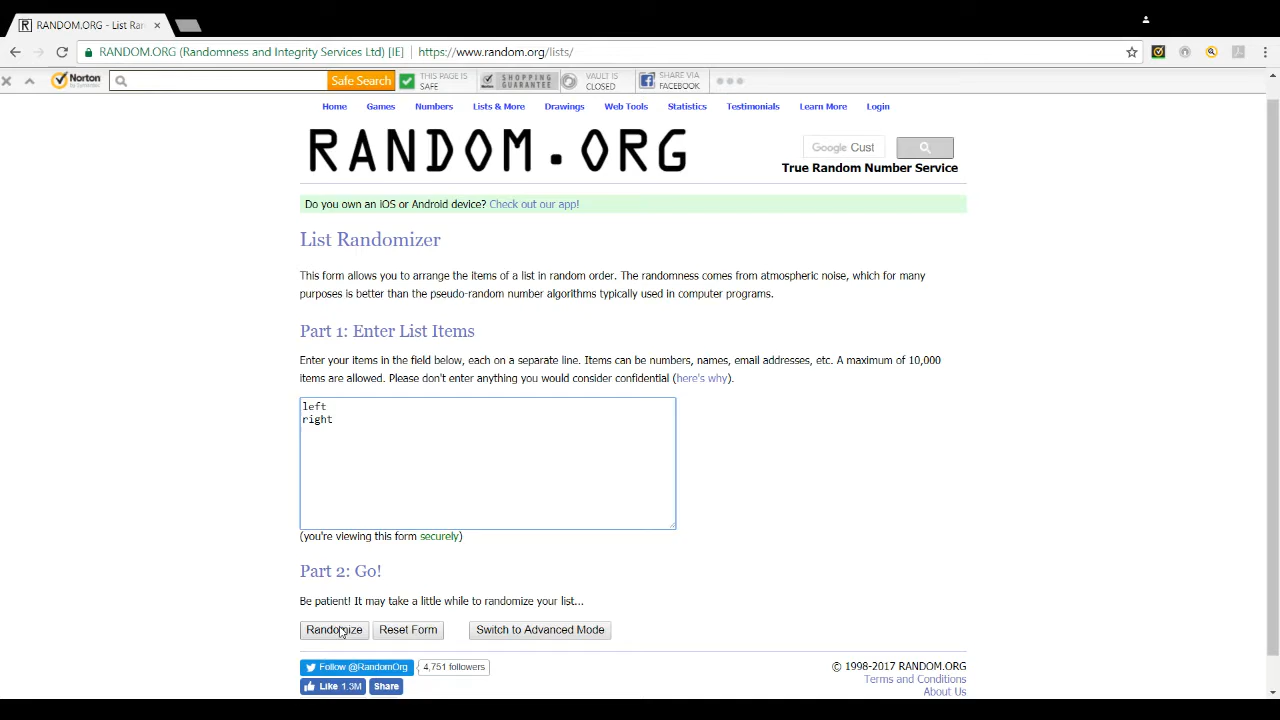 RANDOM.ORG - List Ran
RANDOM.ORG (Randomness and Integrity Services Ltd) [IE] https://www.random.org/lists/
Norton
by Symantec
Safe Search
THIS PAGE IS
SAFE
SHOPPING
GUARANTEE
VAULT IS
CLOSED
SHARE VIA
FACEBOOK
Home Games Numbers Lists & More Drawings Web Tools Statistics Testimonials Learn More Login
RANDOM.ORG
Google Cust
True Random Number Service
Do you own an iOS or Android device? Check out our app!
List Randomizer
This form allows you to arrange the items of a list in random order. The randomness comes from atmospheric noise, which for many
purposes is better than the pseudo-random number algorithms typically used in computer programs.
Part 1: Enter List Items
Enter your items in the field below, each on a separate line. Items can be numbers, names, email addresses, etc. A maximum of 10,000
items are allowed. Please don't enter anything you would consider confidential (here's why).
left
right
(you're viewing this form securely)
Part 2: Go!
Be patient! It may take a little while to randomize your list...
Randomize Reset Form Switch to Advanced Mode
Follow @RandomOrg 4,751 followers
Like 1.3M Share
© 1998-2017 RANDOM.ORG
Terms and Conditions
About Us